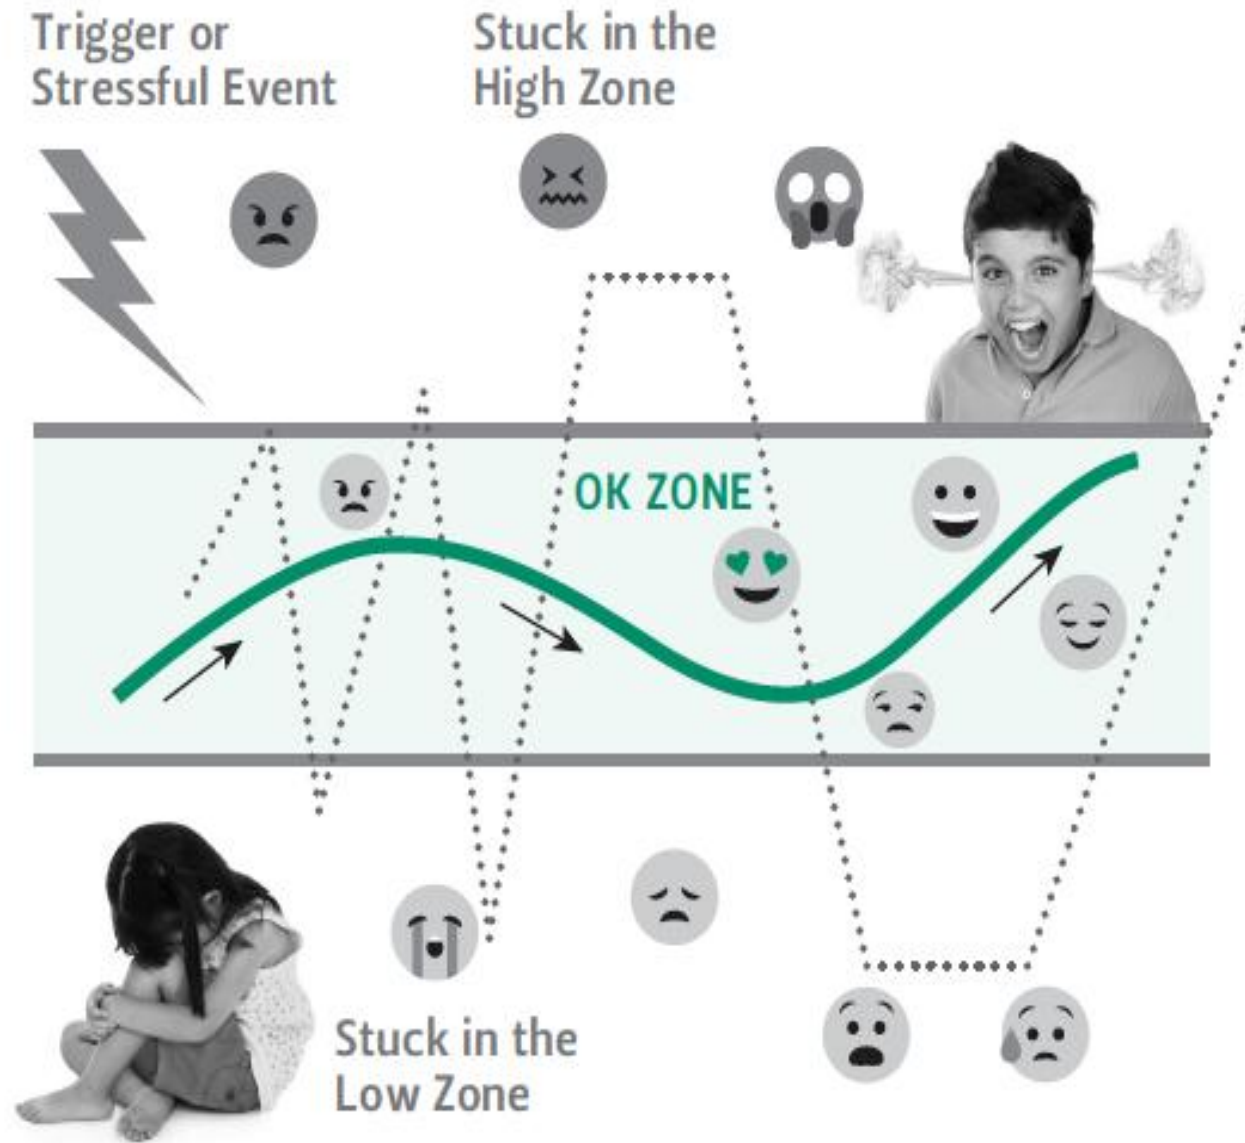 Trigger or
Stressful Event
Stuck in the
High Zone
OK ZONE
Stuck in the
Low Zone